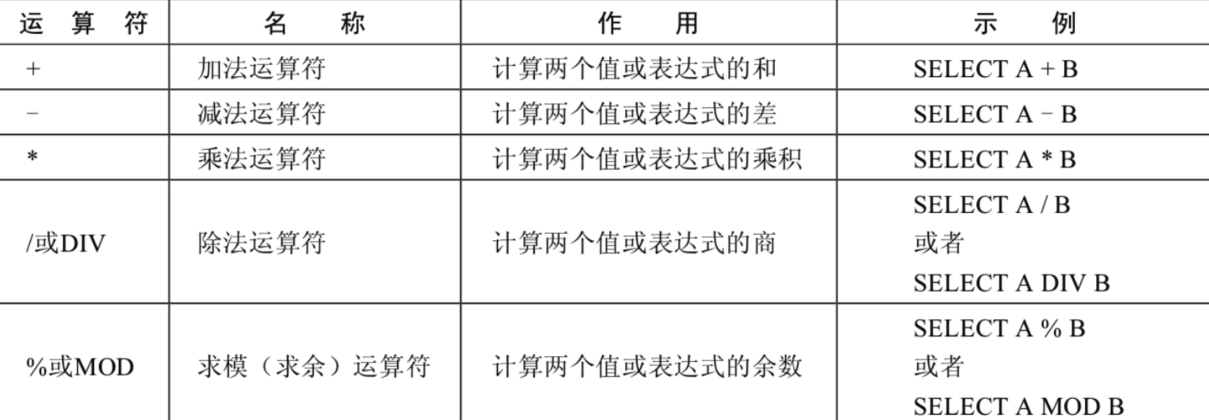 运 算 符 名 称 作 用 示 例
+ 加法运算符 计算两个值或表达式的和 SELECT A + B
– 减法运算符 计算两个值或表达式的差 SELECT A – B
* 乘法运算符 计算两个值或表达式的乘积 SELECT A * B
/或DIV 除法运算符 计算两个值或表达式的商 SELECT A / B
或者
SELECT A DIV B
%或MOD 求模（求余）运算符 计算两个值或表达式的余数 SELECT A % B
或者
SELECT A MOD B